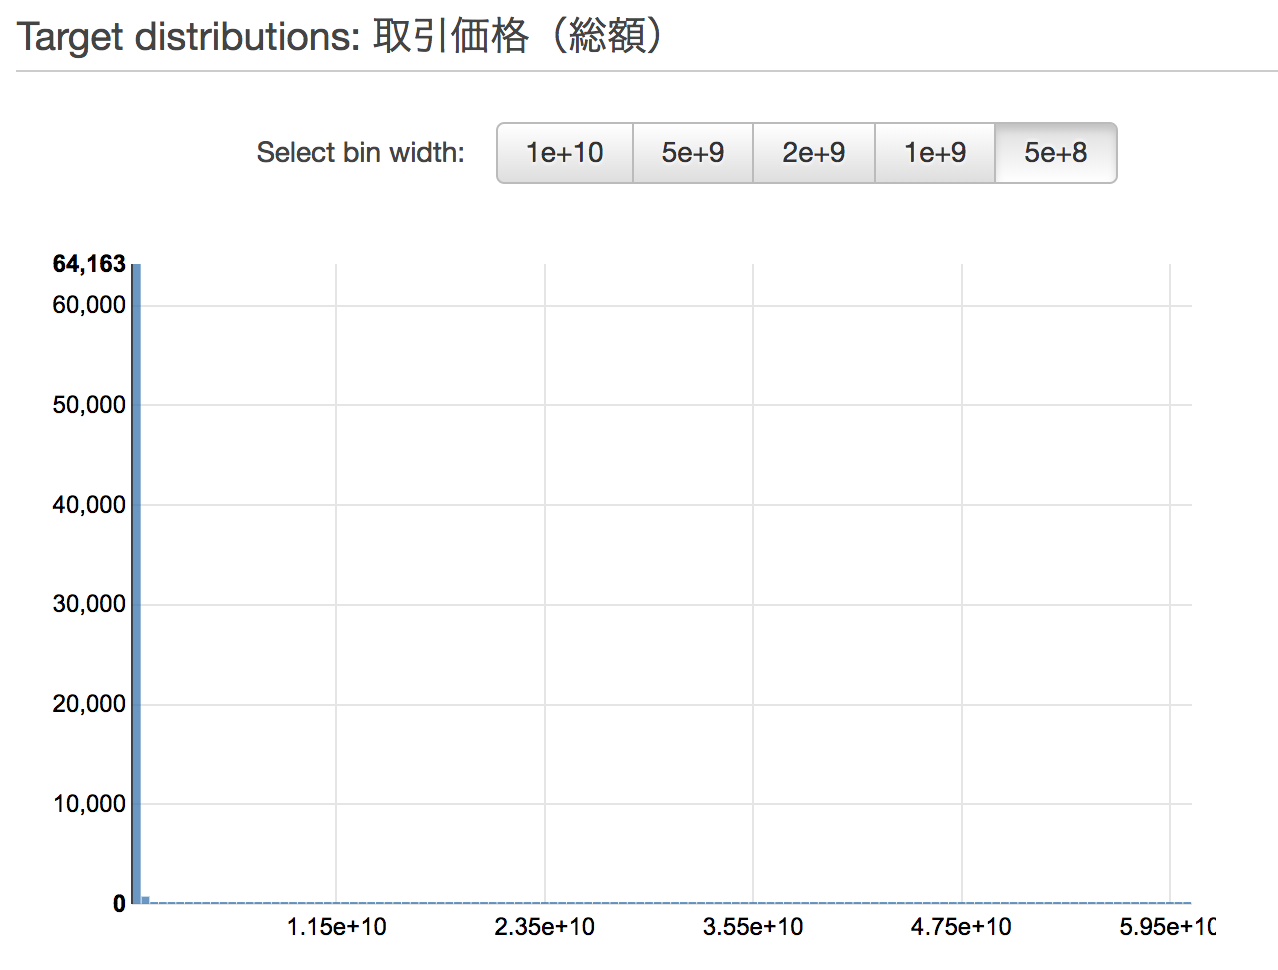 Target distributions: 取引価格（総額）
Select bin width: 1e+10 5e+9 2e+9 1e+9 5e+8
64,163
60,000
50,000
40,000
30,000
20,000
10,000
0
1.15e+10 2.35e+10 3.55e+10 4.75e+10 5.95e+10